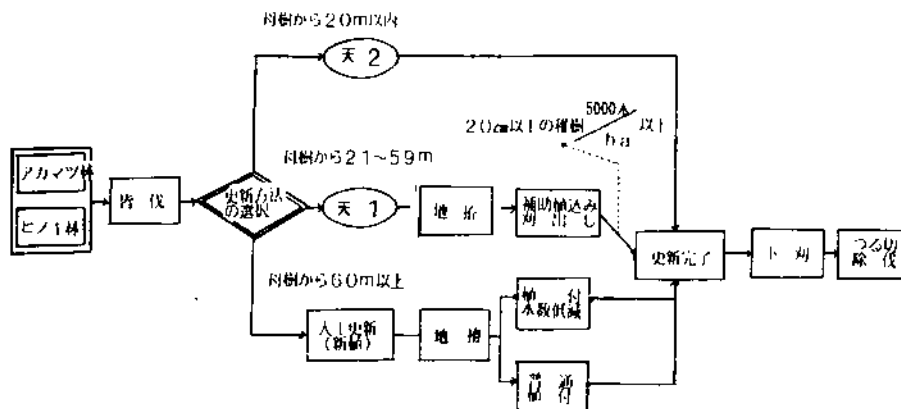 母樹から20m以内
天 2
5000本
ha
以上
20㎝以上の稚樹
母樹から21～59m
アカマツ林
ヒノキ林
皆 伐
更新方法
の選択
天 1
地 拵
補助植込み
刈 出 し
更新完了
下 刈
つる切
除 伐
母樹から60m以上
人工更新
(新植)
地 拵
植 付
本数低減
普 通
植 付